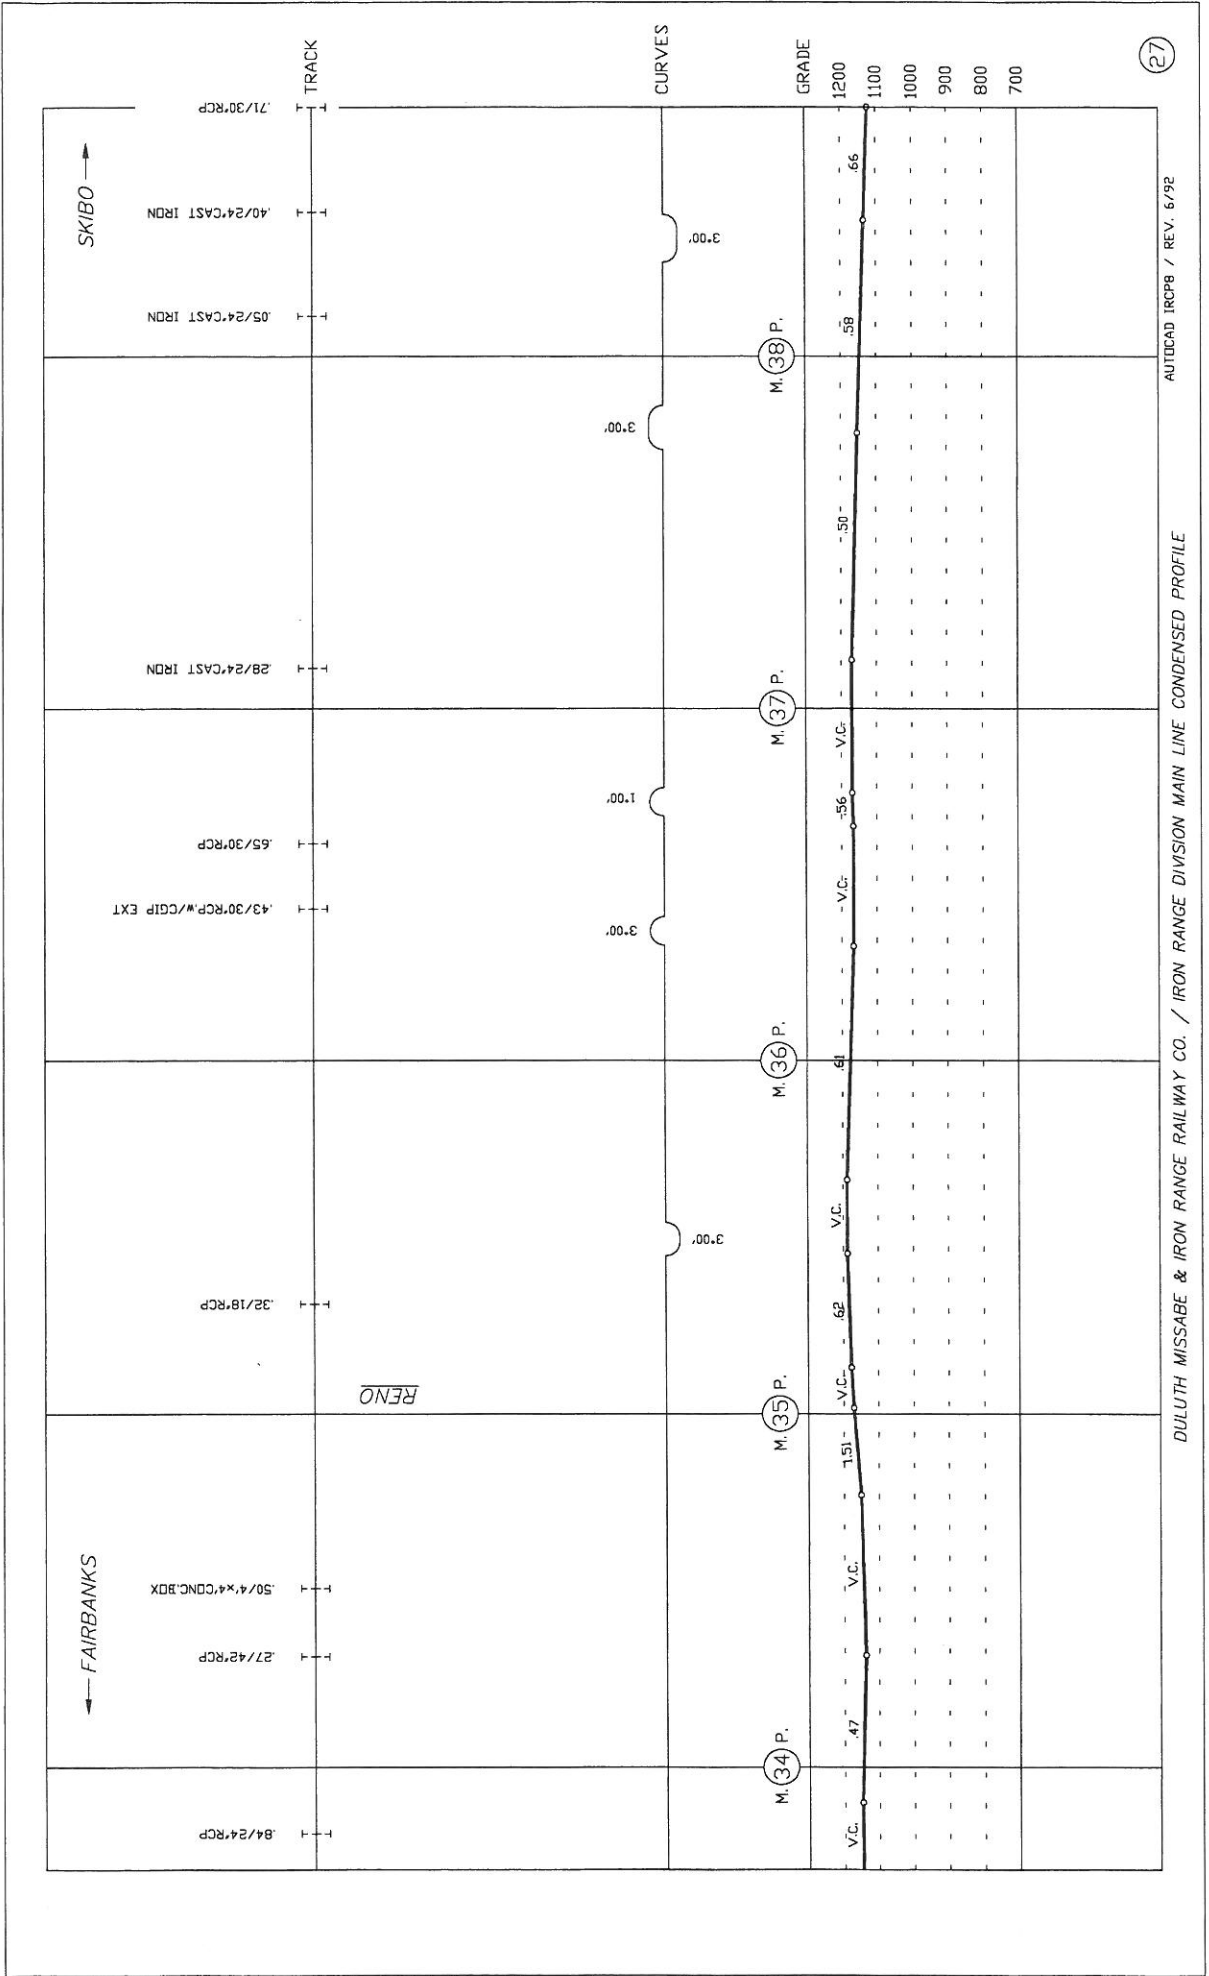 ← FAIRBANKS
SKIBO →
.84/24"RCP
.27/42"RCP
.50/4'x4'CONC.BOX
.32/18"RCP
.43/30"RCP.W/CGIP EXT
.65/30"RCP
.28/24"CAST IRON
.05/24"CAST IRON
.40/24"CAST IRON
.71/30"RCP
TRACK
RENO
3°00'
3°00'
1°00'
3°00'
3°00'
CURVES
M. 34 P.
M. 35 P.
M. 36 P.
M. 37 P.
M. 38 P.
GRADE
V.C.
.47
V.C.
1.51
V.C.
.62
V.C.
.61
V.C.
.56
V.C.
.50
.58
.66
1200
1100
1000
900
800
700
AUTOCAD IRCP8 / REV. 6/92
DULUTH MISSABE & IRON RANGE RAILWAY CO. / IRON RANGE DIVISION MAIN LINE CONDENSED PROFILE
27